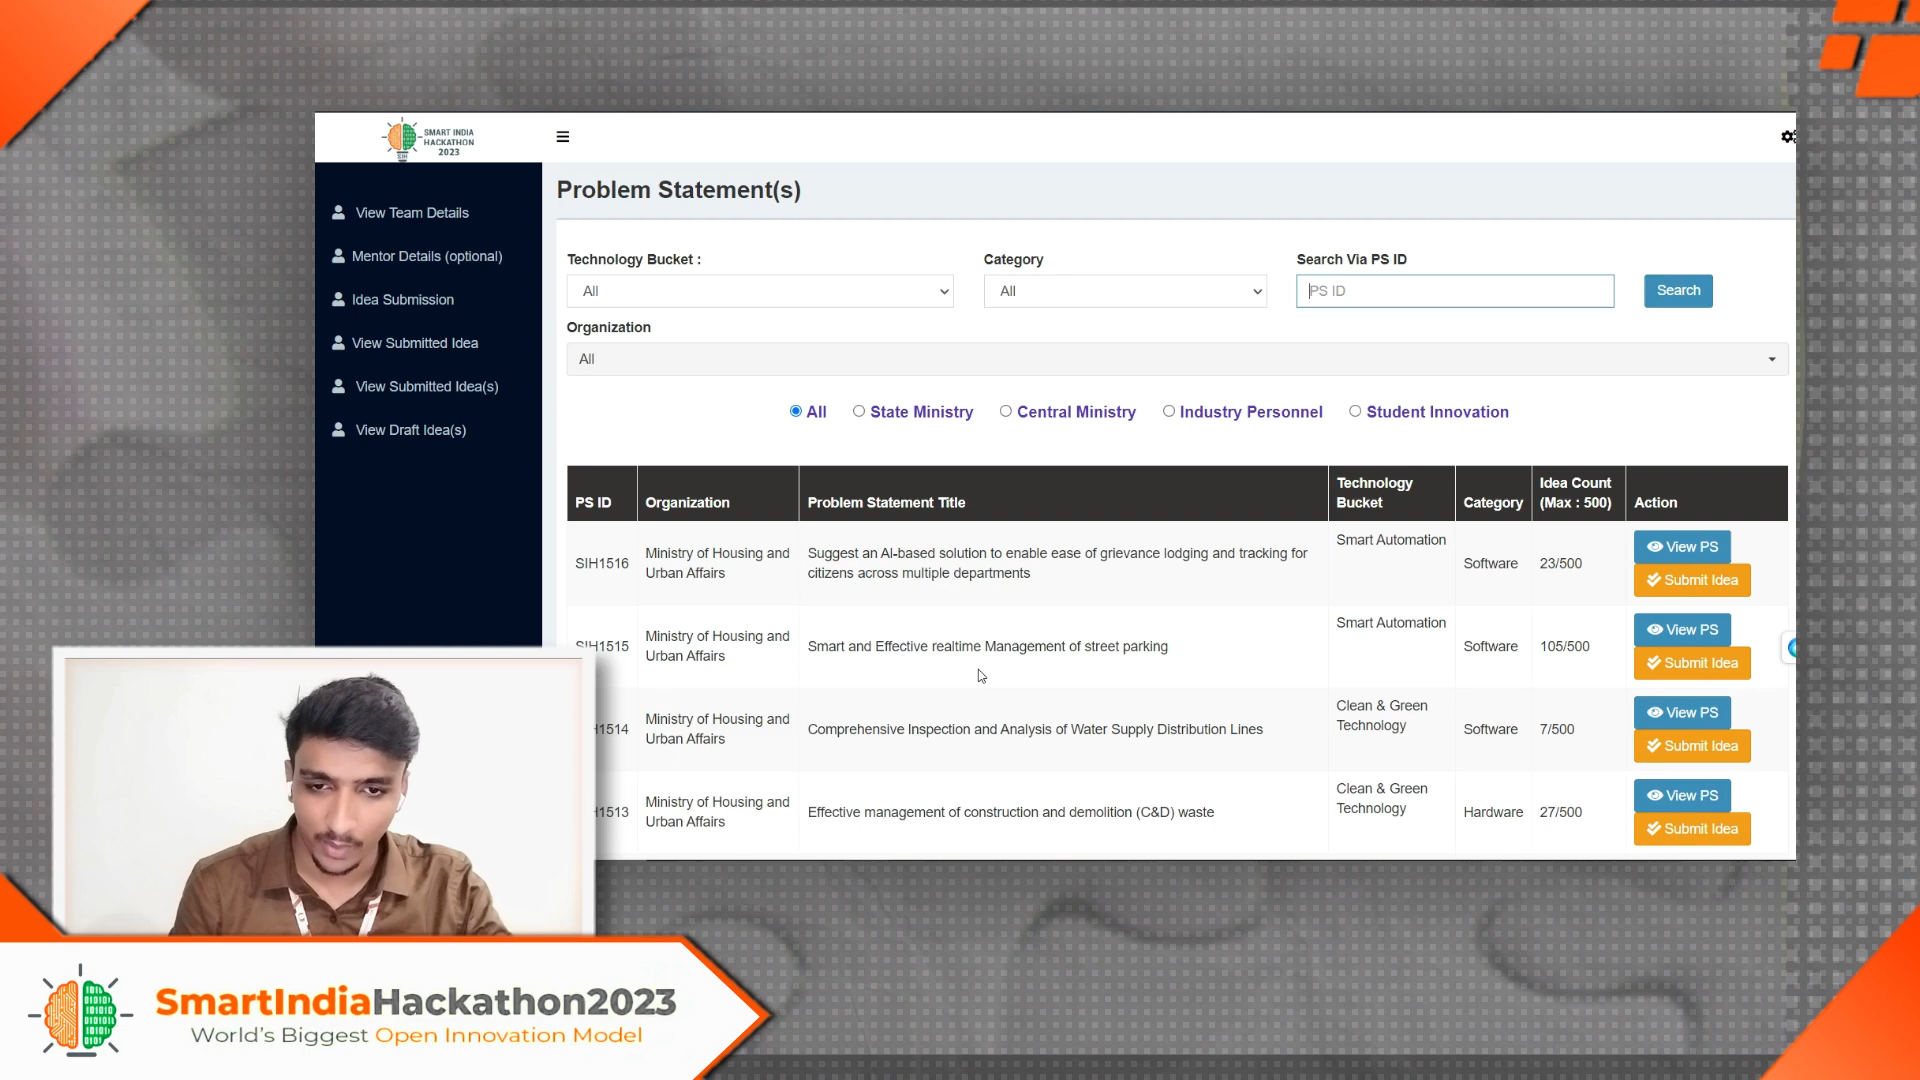 SMART INDIA
HACKATHON
2023
SIH
View Team Details
Mentor Details (optional)
Idea Submission
View Submitted Idea
View Submitted Idea(s)
View Draft Idea(s)
Problem Statement(s)
Technology Bucket :
Category
Search Via PS ID
All
All
PS ID
Search
Organization
All
All
State Ministry
Central Ministry
Industry Personnel
Student Innovation
PS ID
Organization
Problem Statement Title
Technology
Bucket
Category
Idea Count
(Max : 500)
Action
SIH1516
Ministry of Housing and
Urban Affairs
Suggest an AI-based solution to enable ease of grievance lodging and tracking for
citizens across multiple departments
Smart Automation
Software
23/500
View PS
Submit Idea
SIH1515
Ministry of Housing and
Urban Affairs
Smart and Effective realtime Management of street parking
Smart Automation
Software
105/500
View PS
Submit Idea
H1514
Ministry of Housing and
Urban Affairs
Comprehensive Inspection and Analysis of Water Supply Distribution Lines
Clean & Green
Technology
Software
7/500
View PS
Submit Idea
H1513
Ministry of Housing and
Urban Affairs
Effective management of construction and demolition (C&D) waste
Clean & Green
Technology
Hardware
27/500
View PS
Submit Idea
SmartIndiaHackathon2023
World's Biggest Open Innovation Model